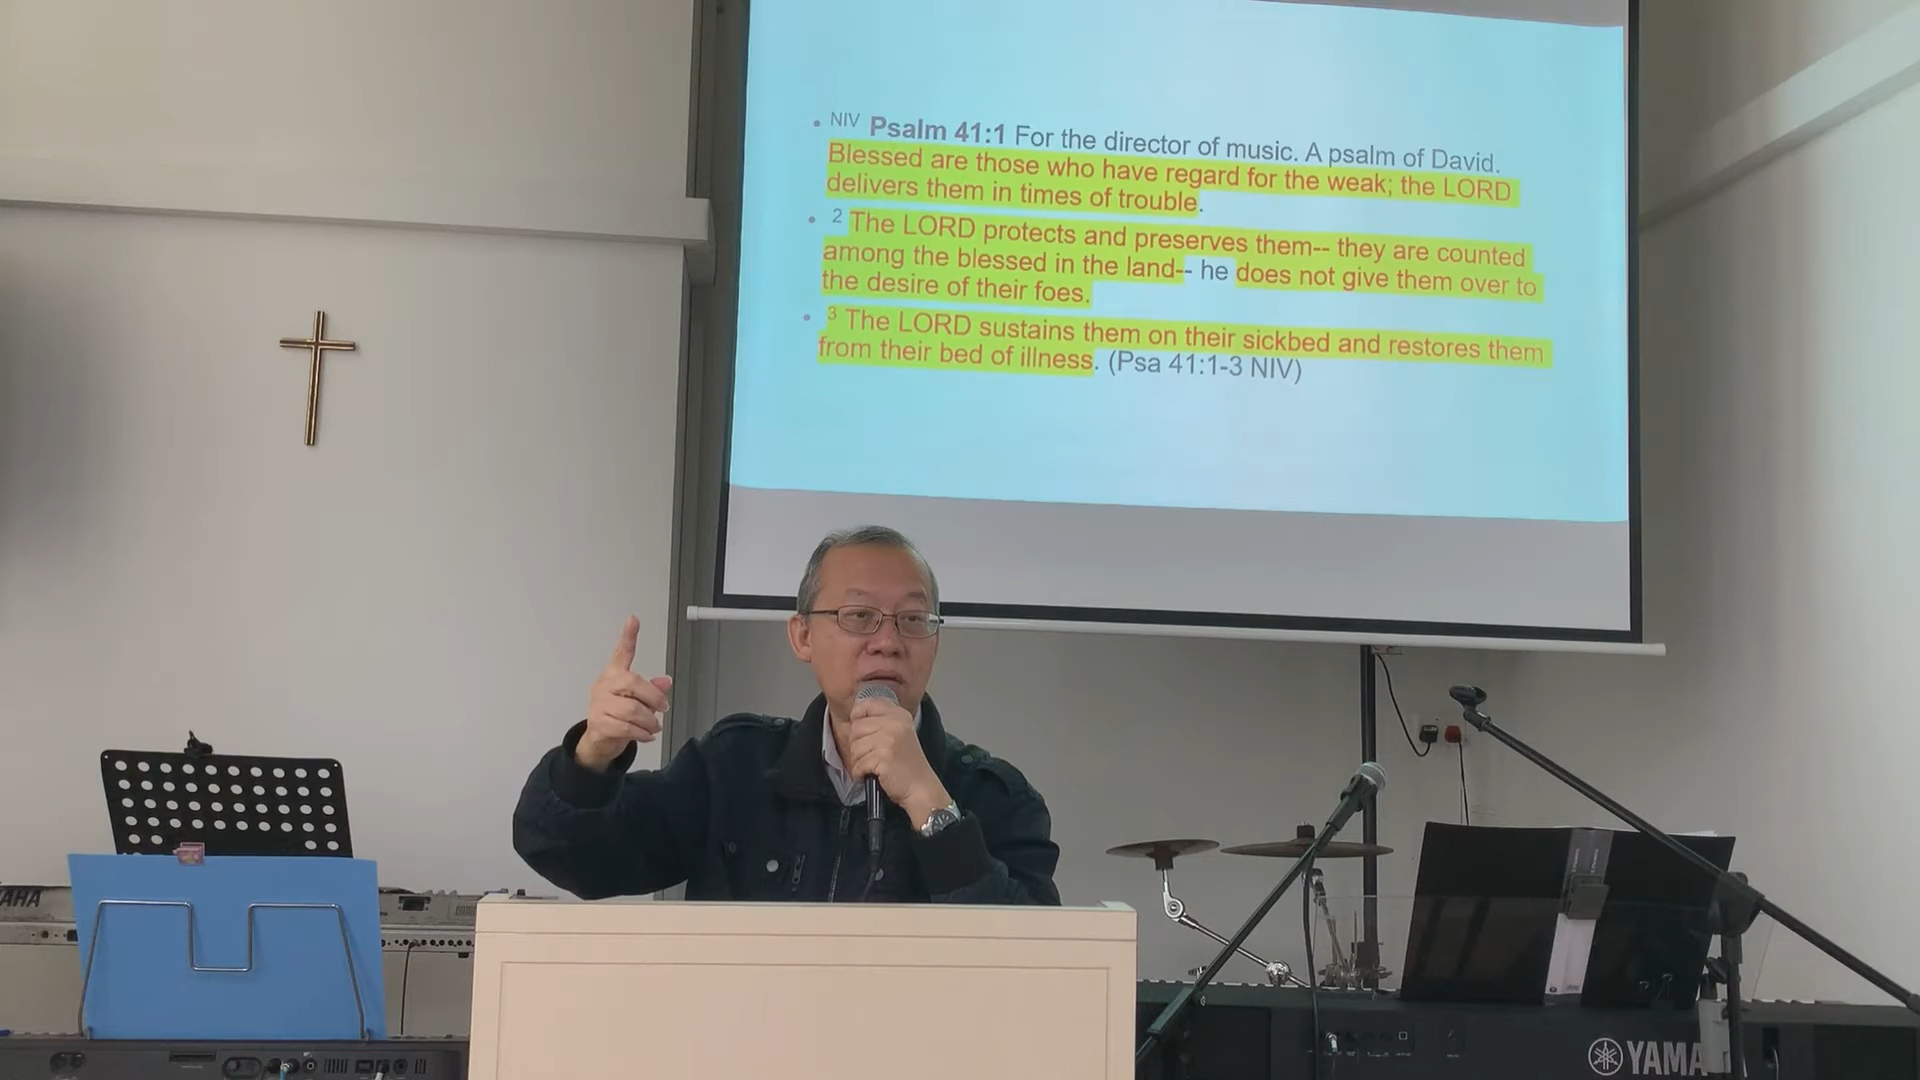 • NIV Psalm 41:1 For the director of music. A psalm of David.
Blessed are those who have regard for the weak; the LORD
delivers them in times of trouble.
• 2 The LORD protects and preserves them-- they are counted
among the blessed in the land-- he does not give them over to
the desire of their foes.
• 3 The LORD sustains them on their sickbed and restores them
from their bed of illness. (Psa 41:1-3 NIV)
AHA
YAMA